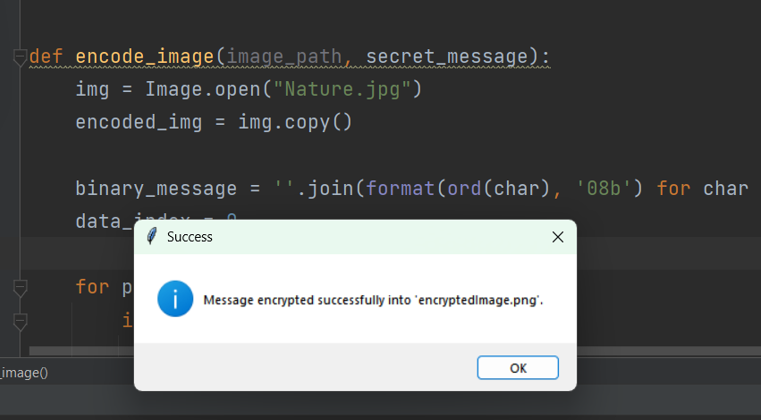 def encode_image(image_path, secret_message):
img = Image.open("Nature.jpg")
encoded_img = img.copy()
binary_message = ''.join(format(ord(char), '08b') for char
data_index = 0
Success
for p
Message encrypted successfully into 'encryptedImage.png'.
i
OK
_image()